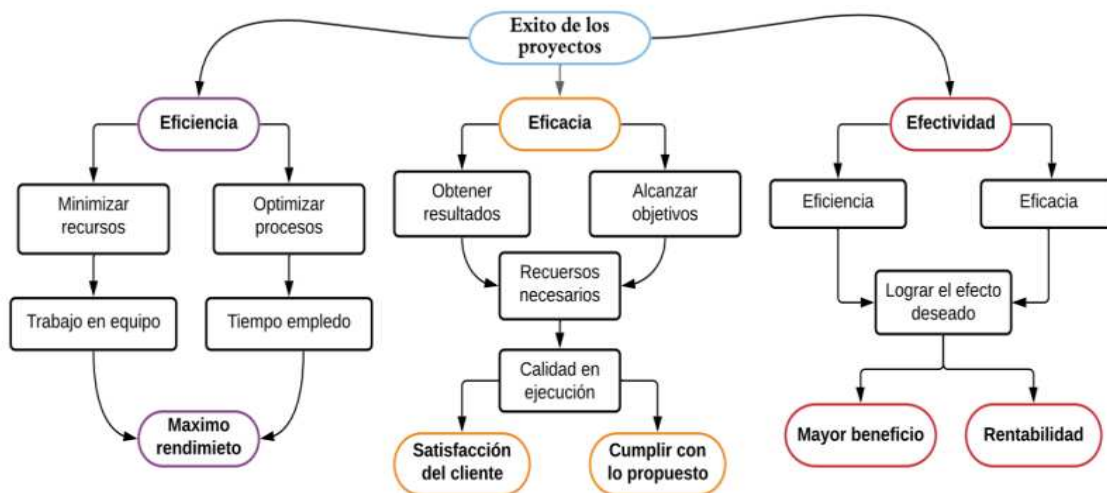 Exito de los
proyectos
Eficiencia
Eficacia
Efectividad
Minimizar
recursos
Optimizar
procesos
Obtener
resultados
Alcanzar
objetivos
Eficiencia
Eficacia
Recuersos
necesarios
Lograr el efecto
deseado
Trabajo en equipo
Tiempo empledo
Calidad en
ejecución
Maximo
rendimieto
Satisfacción
del cliente
Cumplir con
lo propuesto
Mayor beneficio
Rentabilidad